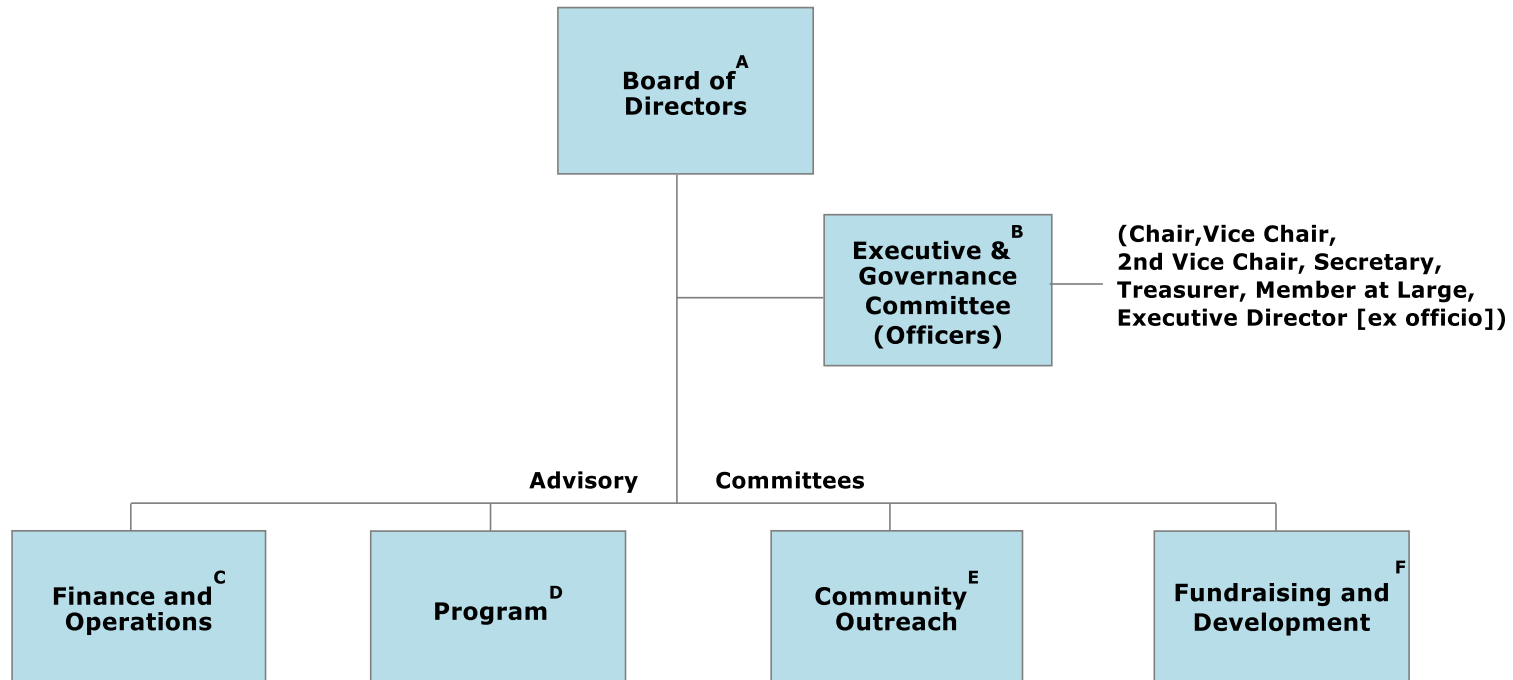 A
Board of
Directors
B
Executive &
Governance
Committee
(Officers)
(Chair,Vice Chair,
2nd Vice Chair, Secretary,
Treasurer, Member at Large,
Executive Director [ex officio])
Advisory Committees
C
Finance and
Operations
D
Program
E
Community
Outreach
F
Fundraising and
Development